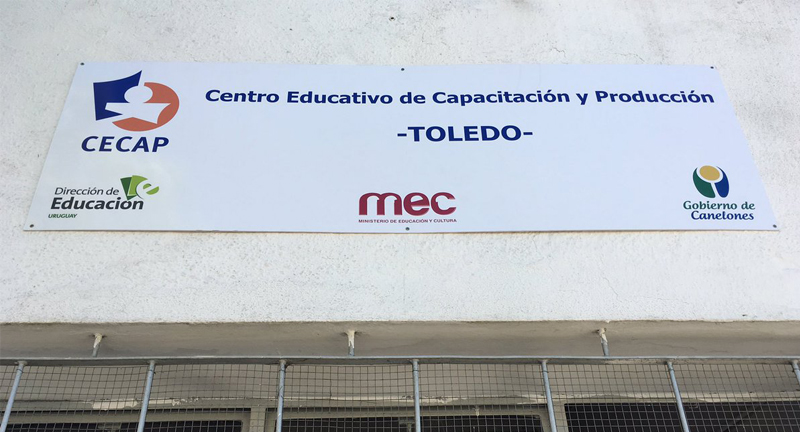 Centro Educativo de Capacitación y Producción
-TOLEDO-
CECAP
Dirección de
Educación
URUGUAY
mec
MINISTERIO DE EDUCACIÓN Y CULTURA
Gobierno de
Canelones